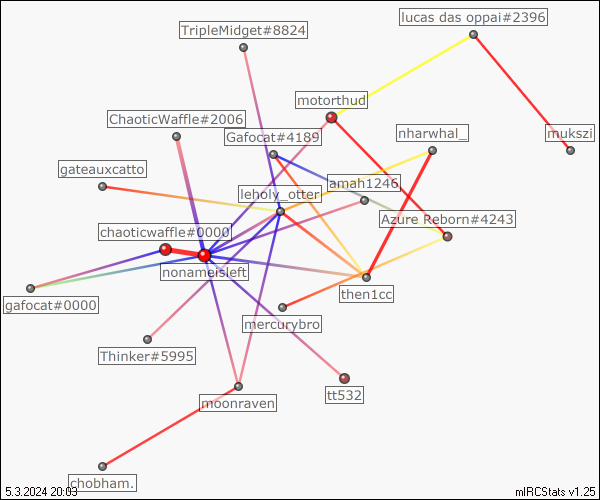 lucas das oppai#2396
TripleMidget#8824
motorthud
ChaoticWaffle#2006
nharwhal_
mukszi
Gafocat#4189
gateauxcatto
anah1246
leholy_otter
Azure Reborn#4243
chaoticwaffle#0000
nonameisleft
then1cc
gafocat#0000
mercurybro
Thinker#5995
tt532
moonraven
chobham.
5.3.2024 20:03
mIRCStats v1.25